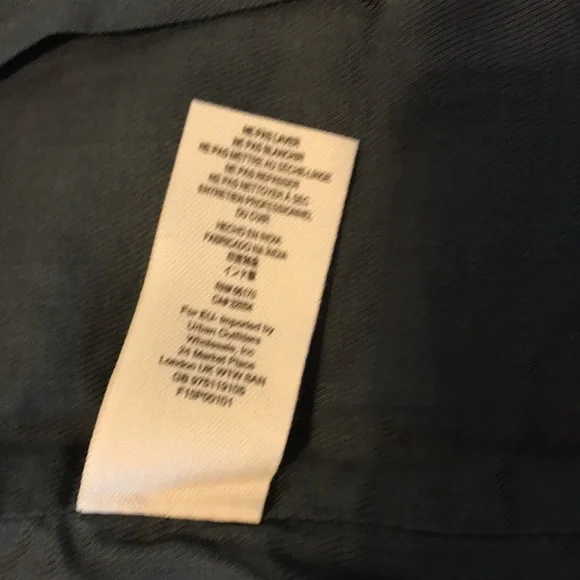 NE PAS LAVER
NE PAS BLANCHIR
NE PAS METTRE AU SÉCHE-LINGE
NE PAS REPASSER
NE PAS NETTOYER À SEC
ENTRETIEN PROFESSIONNEL
DU CUIR
HECHO EN INDIA
FABRICADO NA INDIA
インド製
For EU- Imported by
Urban Outfitters
Wholesale, Inc
24 Market Place
London UK W1W 8AN